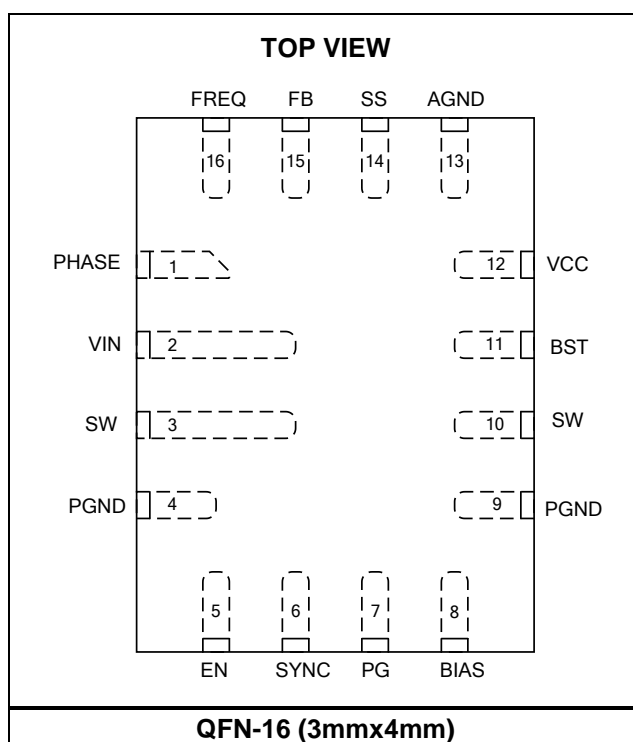 TOP VIEW
FREQ FB SS AGND
16 15 14 13
PHASE 1 12 VCC
VIN 2 11 BST
SW 3 10 SW
PGND 4 9 PGND
5 6 7 8
EN SYNC PG BIAS
QFN-16 (3mmx4mm)